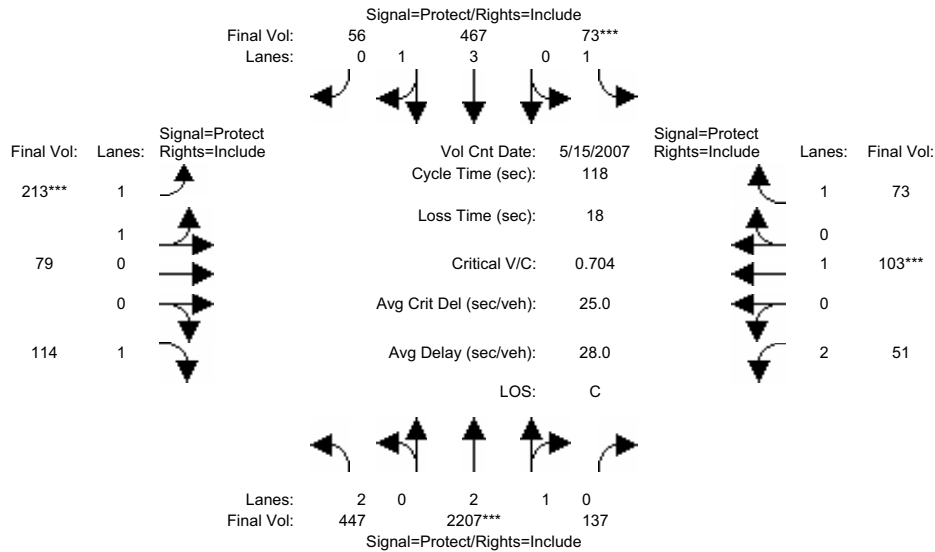 Signal=Protect/Rights=Include
Final Vol: 56 467 73***
Lanes: 0 1 3 0 1
Signal=Protect Signal=Protect
Final Vol: Lanes: Rights=Include Vol Cnt Date: 5/15/2007 Rights=Include Lanes: Final Vol:
Cycle Time (sec): 118
213*** 1 1 73
Loss Time (sec): 18
1 0
79 0 Critical V/C: 0.704 1 103***
0 Avg Crit Del (sec/veh): 25.0 0
114 1 Avg Delay (sec/veh): 28.0 2 51
LOS: C
Lanes: 2 0 2 1 0
Final Vol: 447 2207*** 137
Signal=Protect/Rights=Include